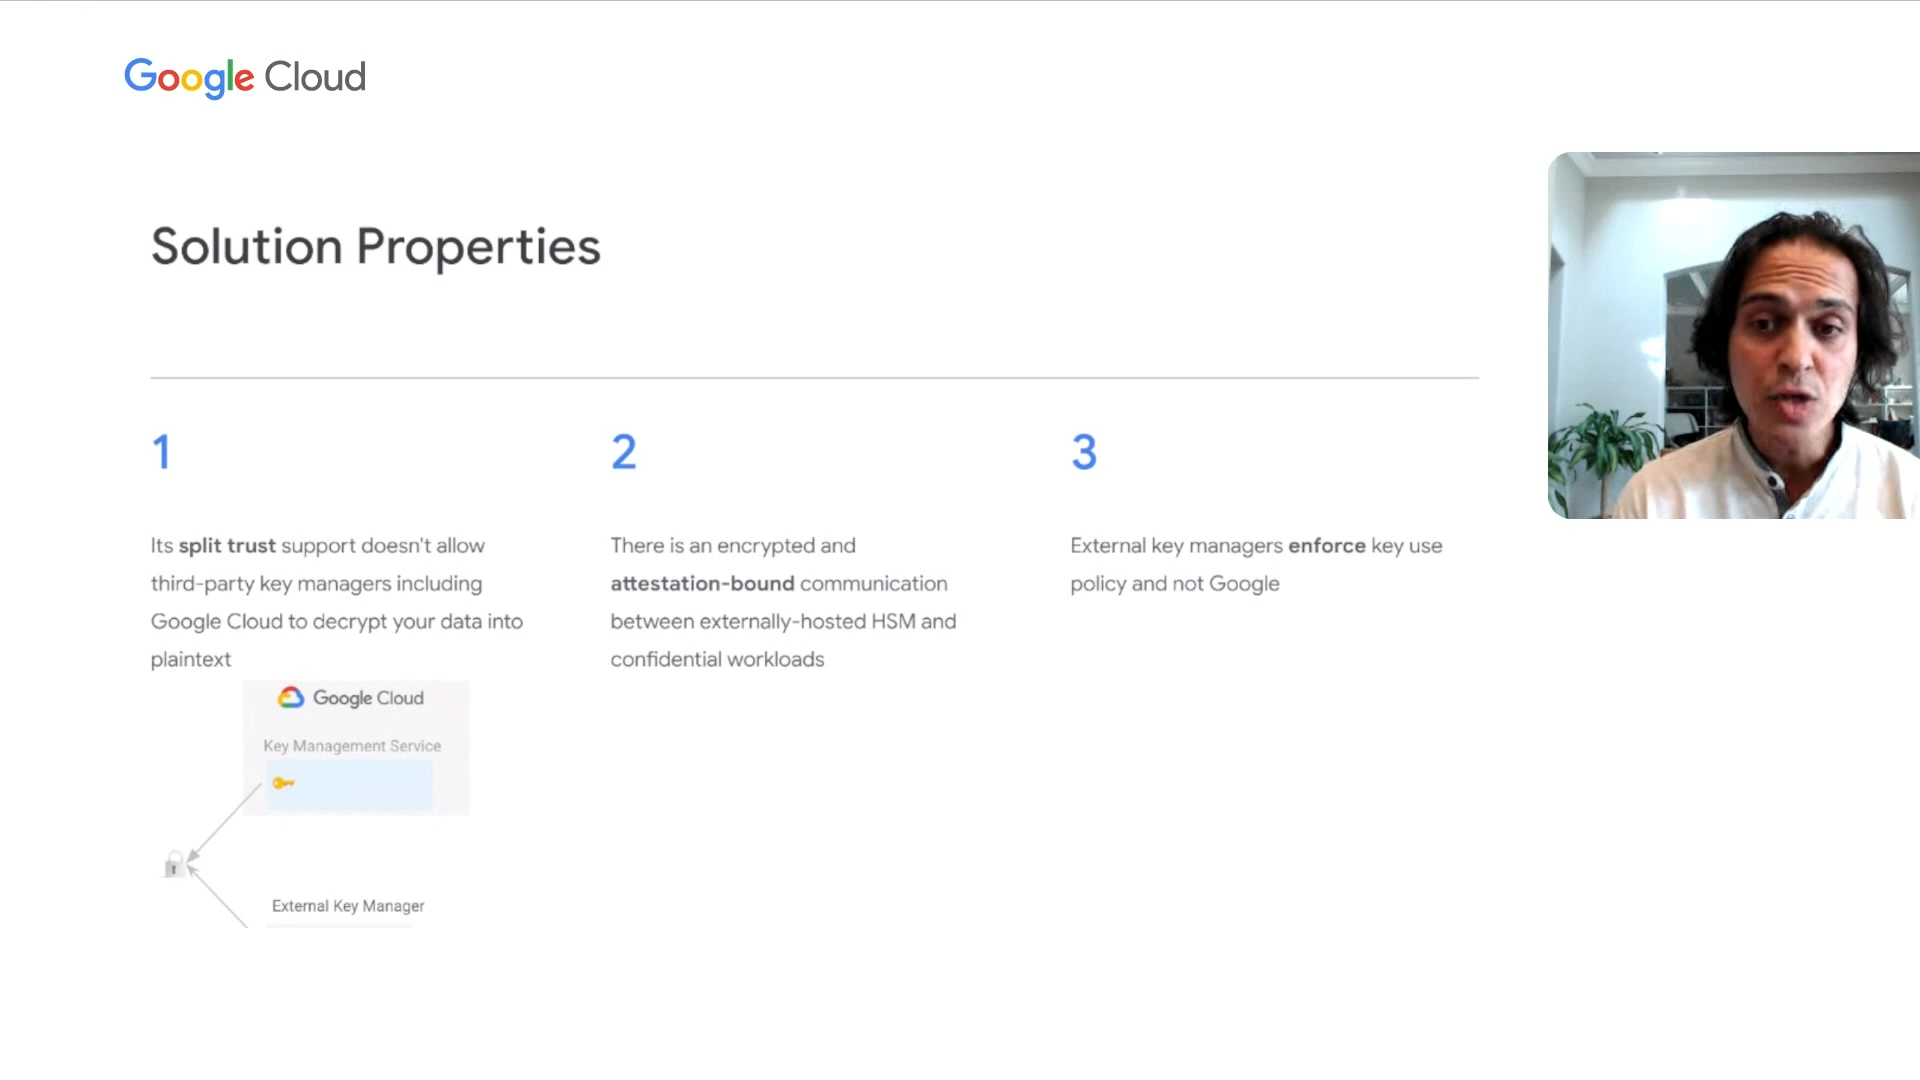 Google Cloud
Solution Properties
1
Its split trust support doesn't allow
third-party key managers including
Google Cloud to decrypt your data into
plaintext
Google Cloud
Key Management Service
External Key Manager
2
There is an encrypted and
attestation-bound communication
between externally-hosted HSM and
confidential workloads
3
External key managers enforce key use
policy and not Google